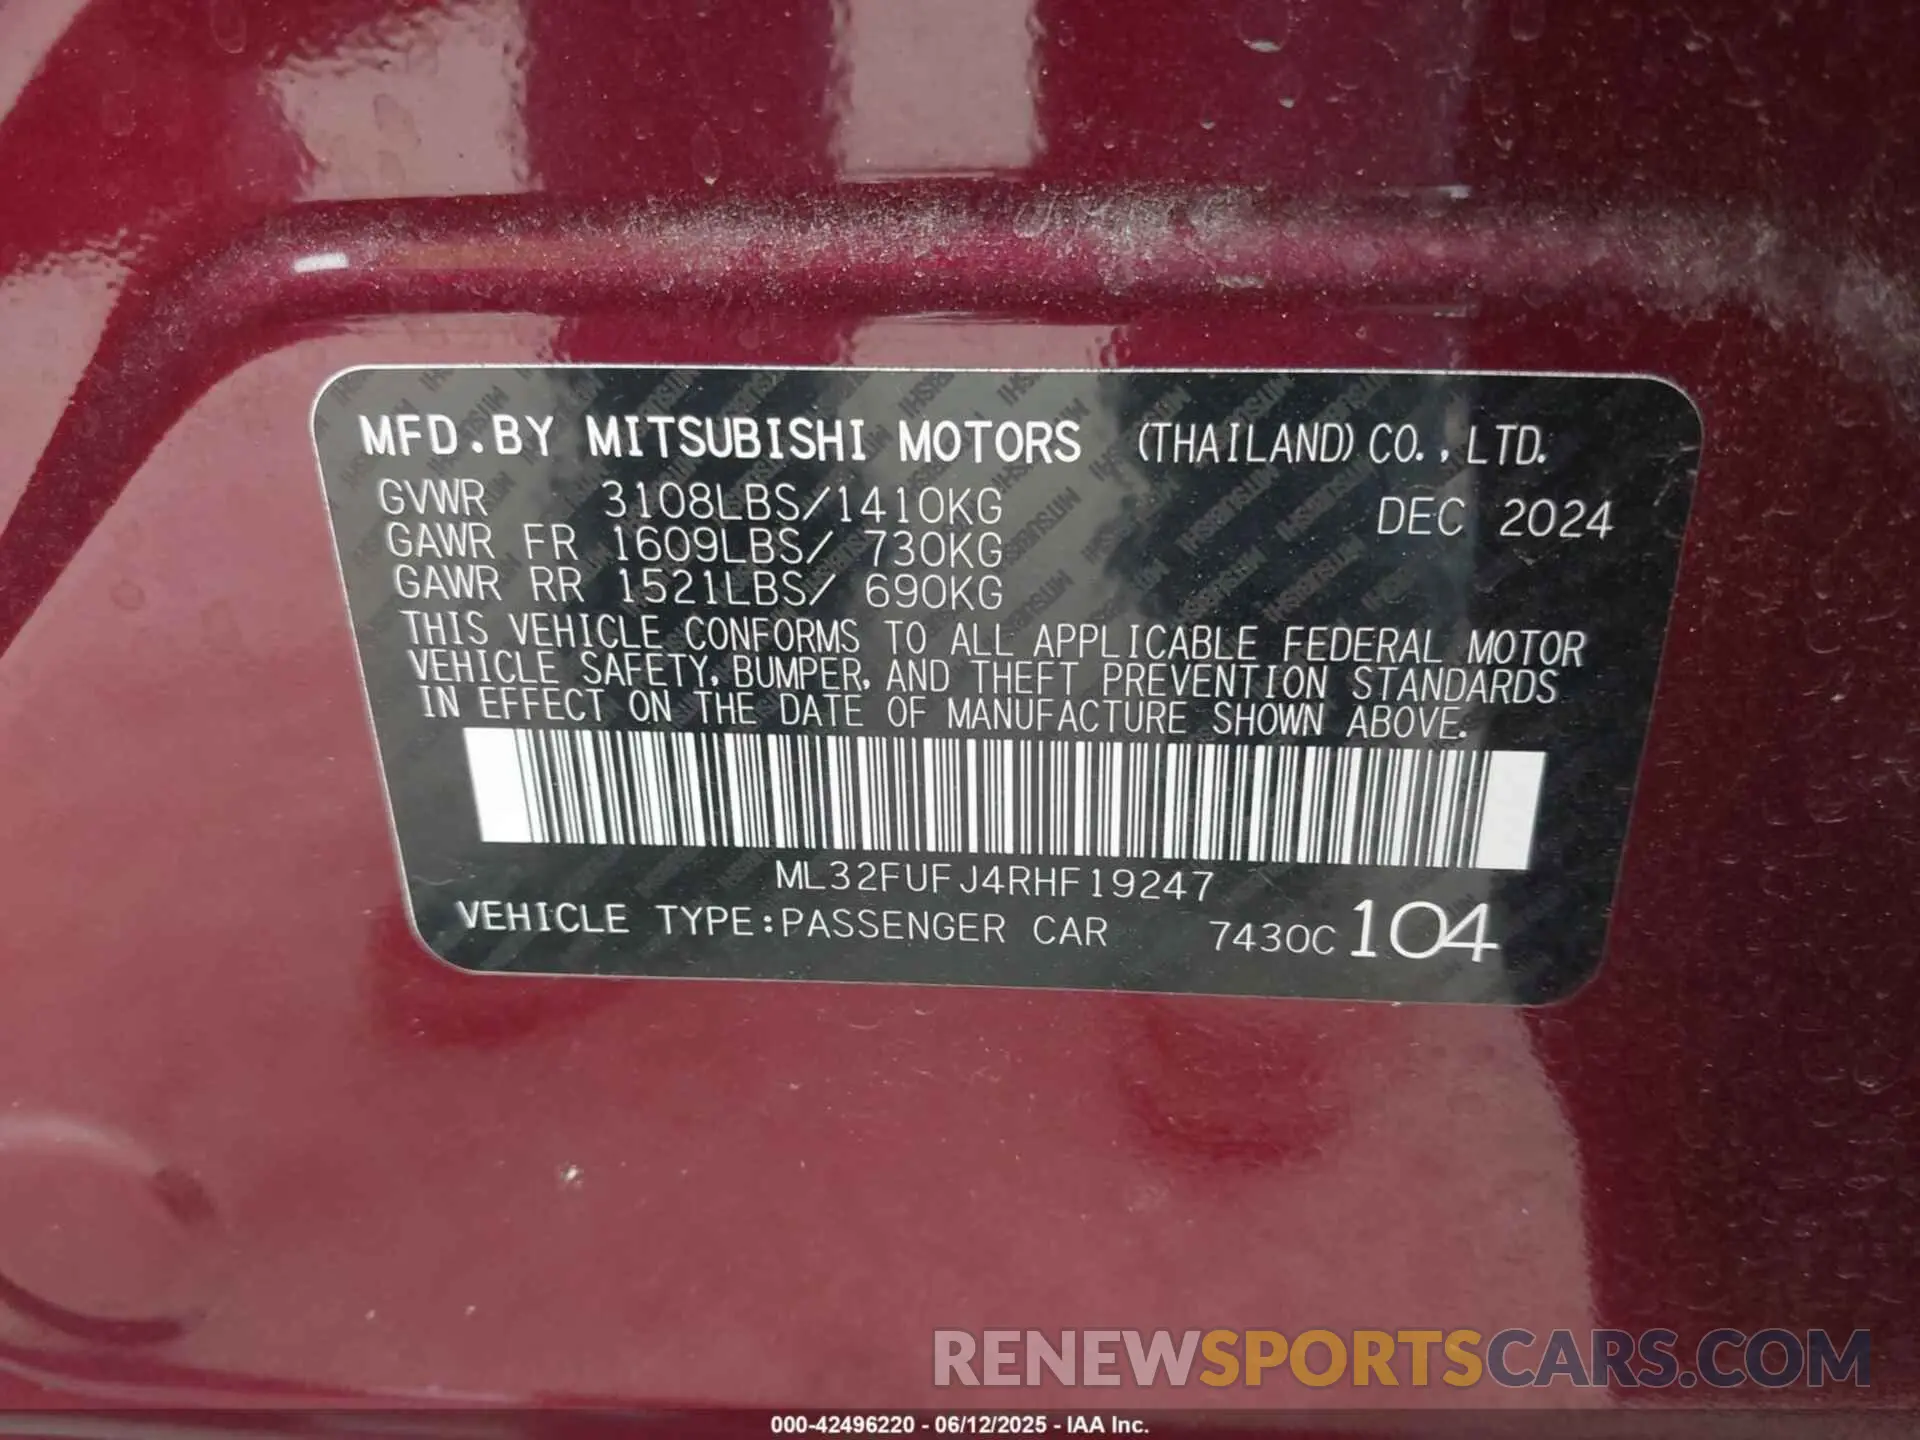 MFD.BY MITSUBISHI MOTORS (THAILAND) CO., LTD.
GVWR 3108LBS/1410KG DEC 2024
GAWR FR 1609LBS/ 730KG
GAWR RR 1521LBS/ 690KG
THIS VEHICLE CONFORMS TO ALL APPLICABLE FEDERAL MOTOR
VEHICLE SAFETY, BUMPER, AND THEFT PREVENTION STANDARDS
IN EFFECT ON THE DATE OF MANUFACTURE SHOWN ABOVE.
ML32FUFJ4RHF19247
VEHICLE TYPE:PASSENGER CAR 7430C 104
RENEWSPORTSCARS.COM
000-42496220 - 06/12/2025 - IAA Inc.